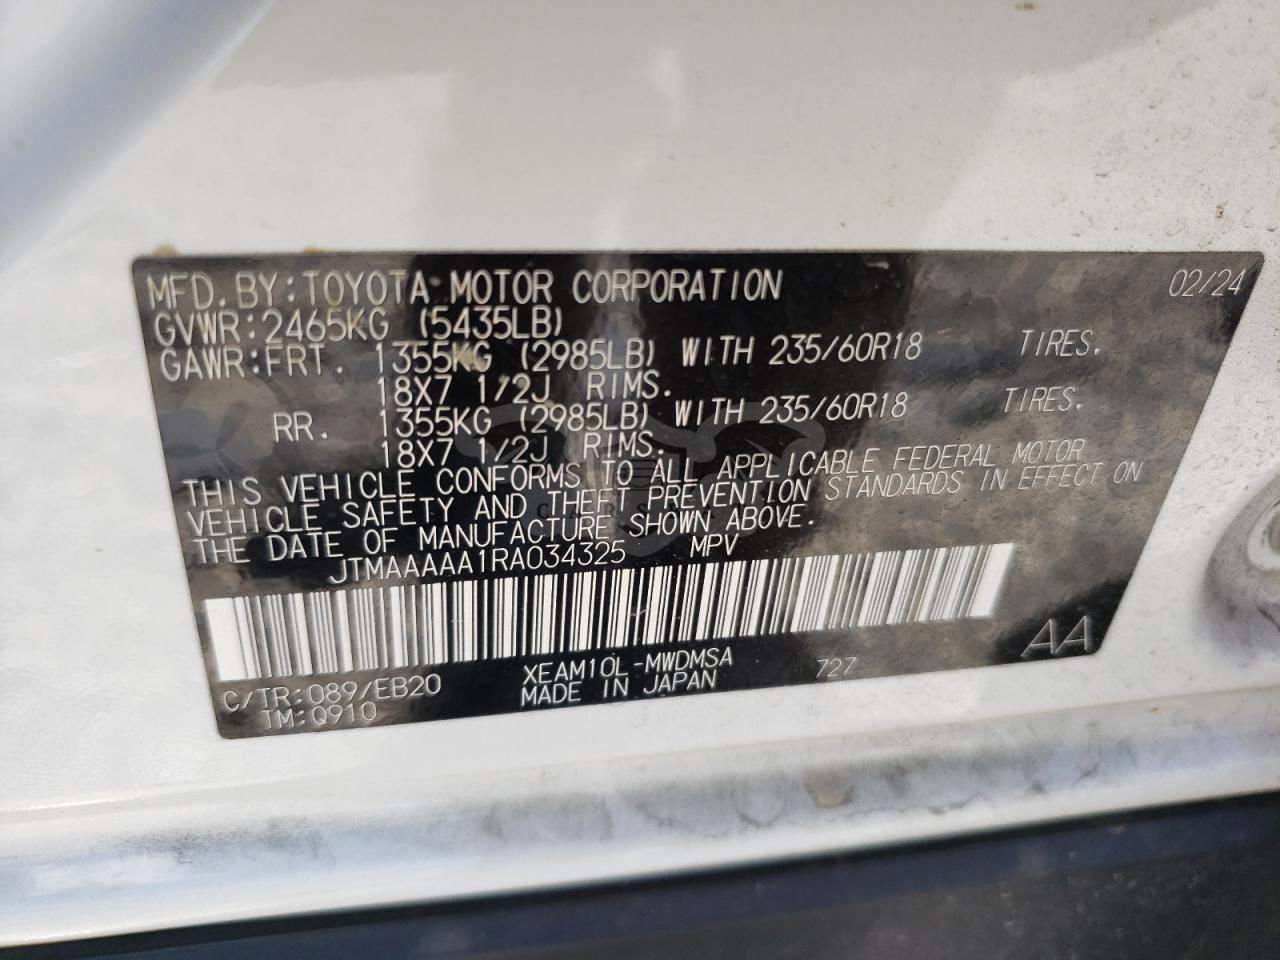 MFD. BY: TOYOTA MOTOR CORPORATION 02/24
GVWR: 2465KG (5435LB)
GAWR: FRT. 1355KG (2985LB) WITH 235/60R18 TIRES.
18X7 1/2J RIMS.
RR. 1355KG (2985LB) WITH 235/60R18 TIRES.
18X7 1/2J RIMS.
THIS VEHICLE CONFORMS TO ALL APPLICABLE FEDERAL MOTOR
VEHICLE SAFETY AND THEFT PREVENTION STANDARDS IN EFFECT ON
THE DATE OF MANUFACTURE SHOWN ABOVE.
JTMAAAAA1RA034325 MPV
C/TR: 089/EB20 XEAM10L-MWDMSA 727 AA
TM: Q910 MADE IN JAPAN